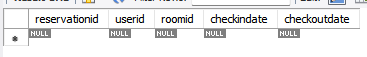 reservationid userid roomid checkindate checkoutdate
NULL NULL NULL NULL NULL